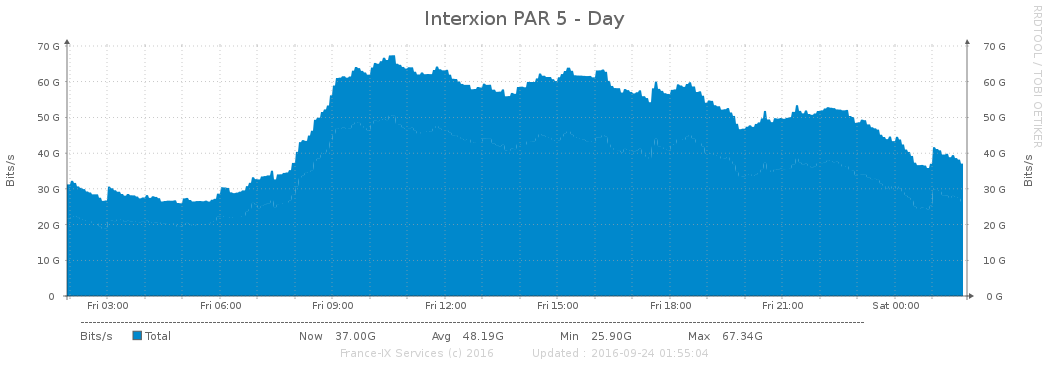 Interxion PAR 5 - Day
RRDTOOL / TOBI OETIKER
Bits/s
70 G
60 G
50 G
40 G
30 G
20 G
10 G
0
70 G
60 G
50 G
40 G
30 G
20 G
10 G
0 G
Bits/s
Fri 03:00 Fri 06:00 Fri 09:00 Fri 12:00 Fri 15:00 Fri 18:00 Fri 21:00 Sat 00:00
Bits/s Total Now 37.00G Avg 48.19G Min 25.90G Max 67.34G
France-IX Services (c) 2016 Updated : 2016-09-24 01:55:04